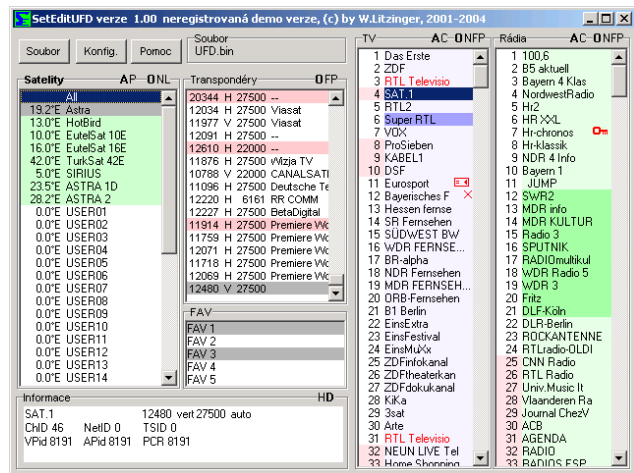 SetEditUFD verze 1.00 neregistrovaná demo verze, (c) by W.Litzinger, 2001-2004
Soubor Konfig. Pomoc
Soubor
UFD.bin
Satelity AP ONL
All
19.2°E Astra
13.0°E HotBird
10.0°E EutelSat 10E
16.0°E EutelSat 16E
42.0°E TurkSat 42E
5.0°E SIRIUS
23.5°E ASTRA 1D
28.2°E ASTRA 2
0.0°E USER01
0.0°E USER02
0.0°E USER03
0.0°E USER04
0.0°E USER05
0.0°E USER06
0.0°E USER07
0.0°E USER08
0.0°E USER09
0.0°E USER10
0.0°E USER11
0.0°E USER12
0.0°E USER13
0.0°E USER14
Transpondéry OFP
20344 H 27500 --
12034 H 27500 Viasat
11977 V 27500 Viasat
12091 H 27500 --
12610 H 22000 --
11876 H 27500 Wizja TV
10788 V 22000 CANALSATI
11096 H 27500 Deutsche Te
12220 H 6161 RR COMM
12227 H 27500 BetaDigital
11914 H 27500 Premiere Wo
11759 H 27500 Premiere Wo
12071 H 27500 Premiere Wo
11718 H 27500 Premiere Wo
12069 H 27500 Premiere Wo
12480 V 27500
FAV
FAV 1
FAV 2
FAV 3
FAV 4
FAV 5
Informace HD
SAT.1 12480 vert 27500 auto
ChID 46 NetID 0 TSID 0
VPid 8191 APid 8191 PCR 8191
TV AC ONFP
1 Das Erste
2 ZDF
3 RTL Televisio
4 SAT.1
5 RTL2
6 Super RTL
7 VOX
8 ProSieben
9 KABEL1
10 DSF
11 Eurosport
12 Bayerisches F
13 Hessen fernse
14 SR Fernsehen
15 SÜDWEST BW
16 WDR FERNSE...
17 BR-alpha
18 NDR Fernsehen
19 MDR FERNSEH...
20 ORB-Fernsehen
21 B1 Berlin
22 EinsExtra
23 EinsFestival
24 EinsMuXx
25 ZDFinfokanal
26 ZDFtheaterkan
27 ZDFdokukanal
28 KiKa
29 3sat
30 Arte
31 RTL Televisio
32 NEUN LIVE Tel
33 Home Shopping
Rádia AC ONFP
1 100,6
2 B5 aktuell
3 Bayern 4 Klas
4 NordwestRadio
5 Hr2
6 HR XXL
7 Hr-chronos
8 Hr-klassik
9 NDR 4 Info
10 Bayern 1
11 JUMP
12 SWR2
13 MDR info
14 MDR KULTUR
15 Radio 3
16 SPUTNIK
17 RADIOmultikul
18 WDR Radio 5
19 WDR 3
20 Fritz
21 DLF-Köln
22 DLR-Berlin
23 ROCKANTENNE
24 RTLradio-OLDI
25 CNN Radio
26 RTL Radio
27 Univ.Music It
28 Vlaanderen Ra
29 Journal ChezV
30 ACB
31 AGENDA
32 RADIO
33 RADIOS ESP